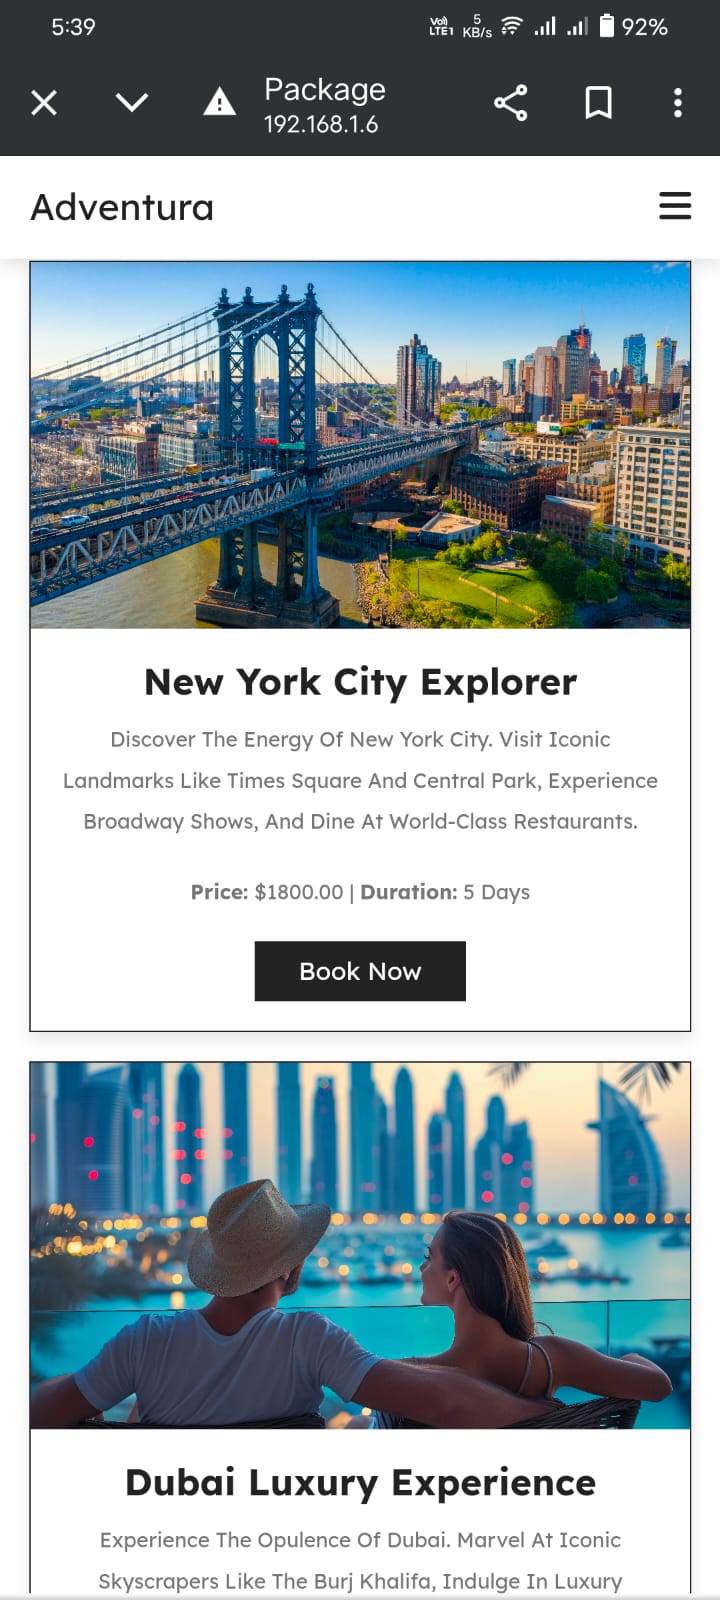 5:39
Vo) LTE1 5 KB/s 92%
Package
192.168.1.6
Adventura
New York City Explorer
Discover The Energy Of New York City. Visit Iconic
Landmarks Like Times Square And Central Park, Experience
Broadway Shows, And Dine At World-Class Restaurants.
Price: $1800.00 | Duration: 5 Days
Book Now
Dubai Luxury Experience
Experience The Opulence Of Dubai. Marvel At Iconic
Skyscrapers Like The Burj Khalifa, Indulge In Luxury